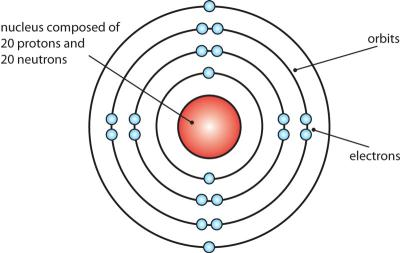 nucleus composed of
20 protons and
20 neutrons
orbits
electrons